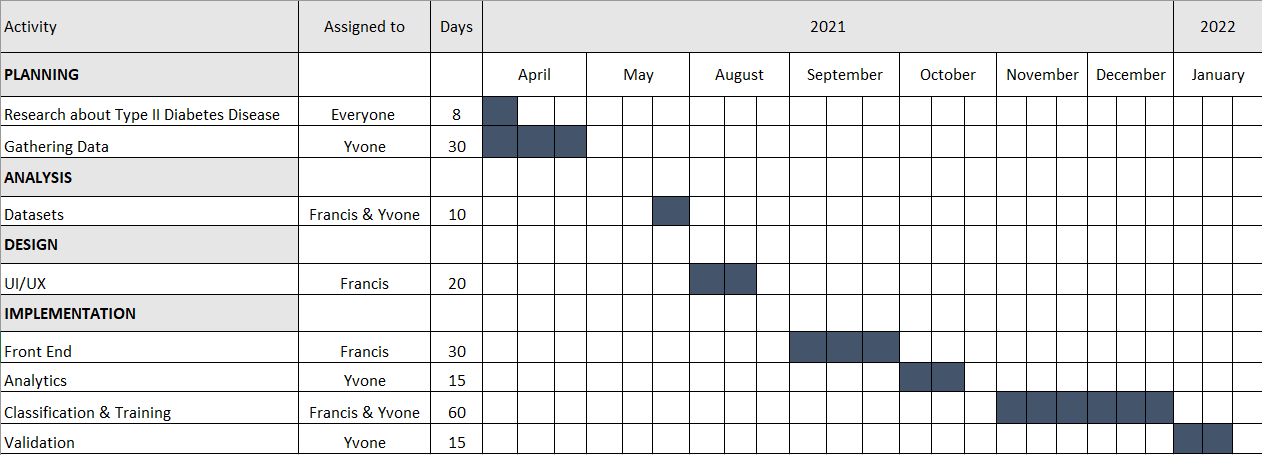 Activity Assigned to Days 2021 2022
PLANNING April May August September October November December January
Research about Type II Diabetes Disease Everyone 8
Gathering Data Yvone 30
ANALYSIS
Datasets Francis & Yvone 10
DESIGN
UI/UX Francis 20
IMPLEMENTATION
Front End Francis 30
Analytics Yvone 15
Classification & Training Francis & Yvone 60
Validation Yvone 15